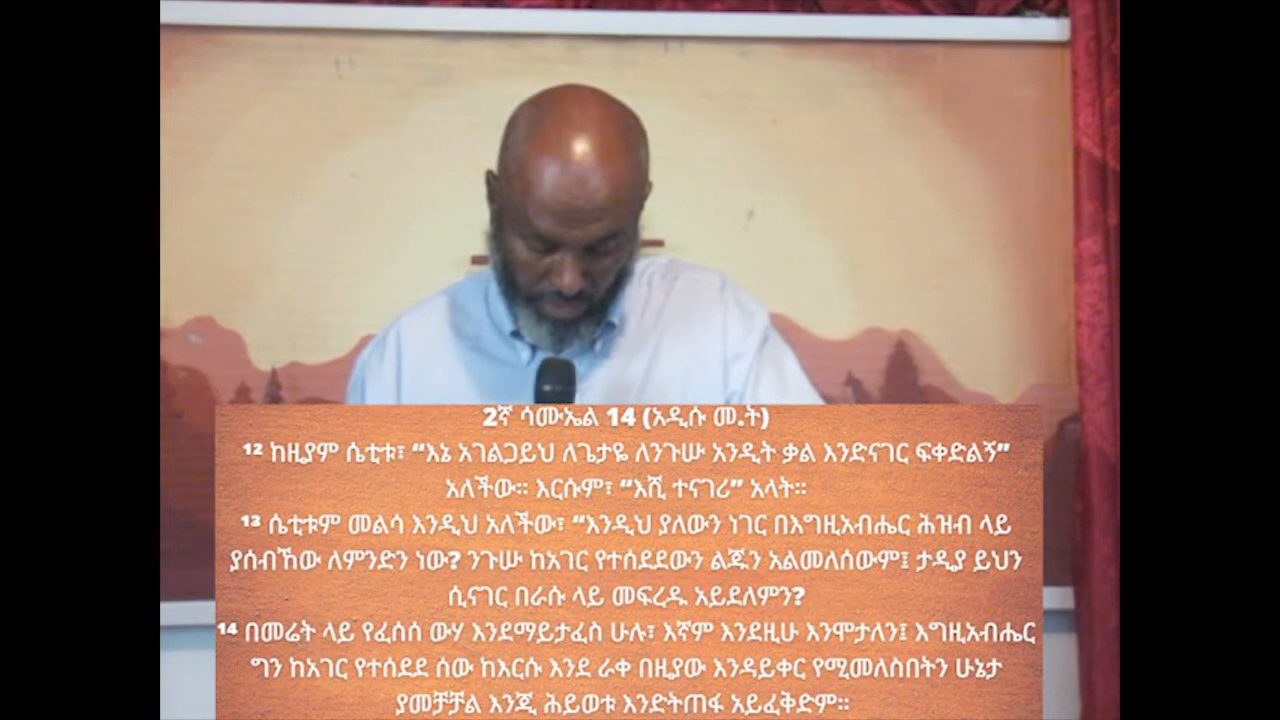 2ኛ ሳሙኤል 14 (አዲሱ መ.ት)
¹² ከዚያም ሴቲቱ፣ “እኔ አገልጋይህ ለጌታዬ ለንጉሡ አንዲት ቃል እንድናገር ፍቀድልኝ”
አለችው። እርሱም፣ “እሺ ተናገሪ” አላት።
¹³ ሴቲቱም መልሳ እንዲህ አለችው፣ “እንዲህ ያለውን ነገር በእግዚአብሔር ሕዝብ ላይ
ያሰብኸው ለምንድን ነው? ንጉሡ ከአገር የተሰደደውን ልጁን አልመለሰውም፤ ታዲያ ይህን
ሲናገር በራሱ ላይ መፍረዱ አይደለምን?
¹⁴ በመሬት ላይ የፈሰሰ ውሃ እንደማይታፈስ ሁሉ፣ እኛም እንደዚሁ እንሞታለን፤ እግዚአብሔር
ግን ከአገር የተሰደደ ሰው ከእርሱ እንደ ራቀ በዚያው እንዳይቀር የሚመለስበትን ሁኔታ
ያመቻቻል እንጂ ሕይወቱ እንድትጠፋ አይፈቅድም።